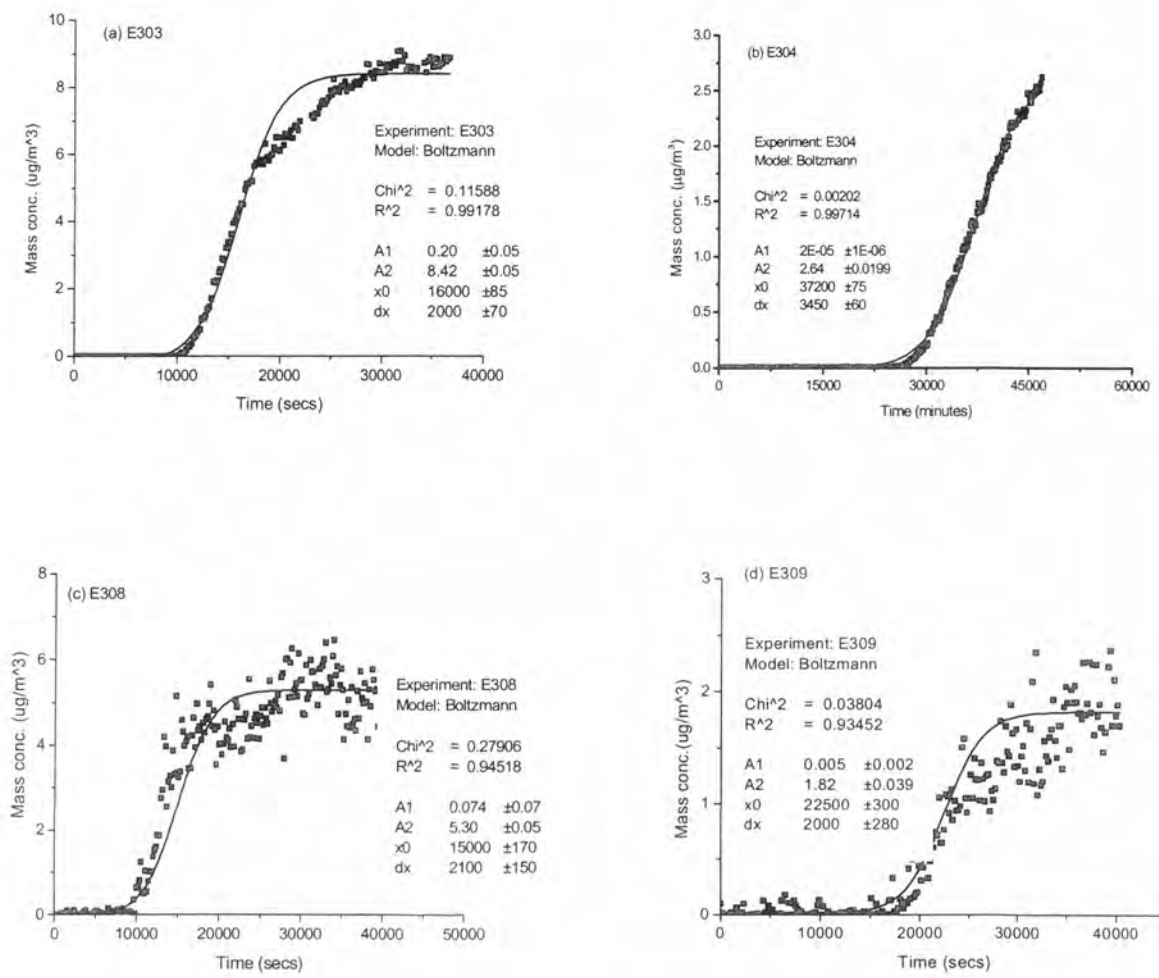 (a) E303
10
8
6
4
2
0
Mass conc. (ug/m^3)
Experiment: E303
Model: Boltzmann
Chi^2 = 0.11588
R^2 = 0.99178
A1 0.20 ±0.05
A2 8.42 ±0.05
x0 16000 ±85
dx 2000 ±70
0 10000 20000 30000 40000
Time (secs)
(b) E304
3.0
2.5
2.0
1.5
1.0
0.5
0.0
Mass conc. (µg/m³)
Experiment: E304
Model: Boltzmann
Chi^2 = 0.00202
R^2 = 0.99714
A1 2E-05 ±1E-06
A2 2.64 ±0.0199
x0 37200 ±75
dx 3450 ±60
0 15000 30000 45000 60000
Time (minutes)
(c) E308
8
6
4
2
0
Mass conc. (ug/m^3)
Experiment: E308
Model: Boltzmann
Chi^2 = 0.27906
R^2 = 0.94518
A1 0.074 ±0.07
A2 5.30 ±0.05
x0 15000 ±170
dx 2100 ±150
0 10000 20000 30000 40000 50000
Time (secs)
(d) E309
3
2
1
0
Mass conc.(ug/m^3)
Experiment: E309
Model: Boltzmann
Chi^2 = 0.03804
R^2 = 0.93452
A1 0.005 ±0.002
A2 1.82 ±0.039
x0 22500 ±300
dx 2000 ±280
0 10000 20000 30000 40000
Time (secs)